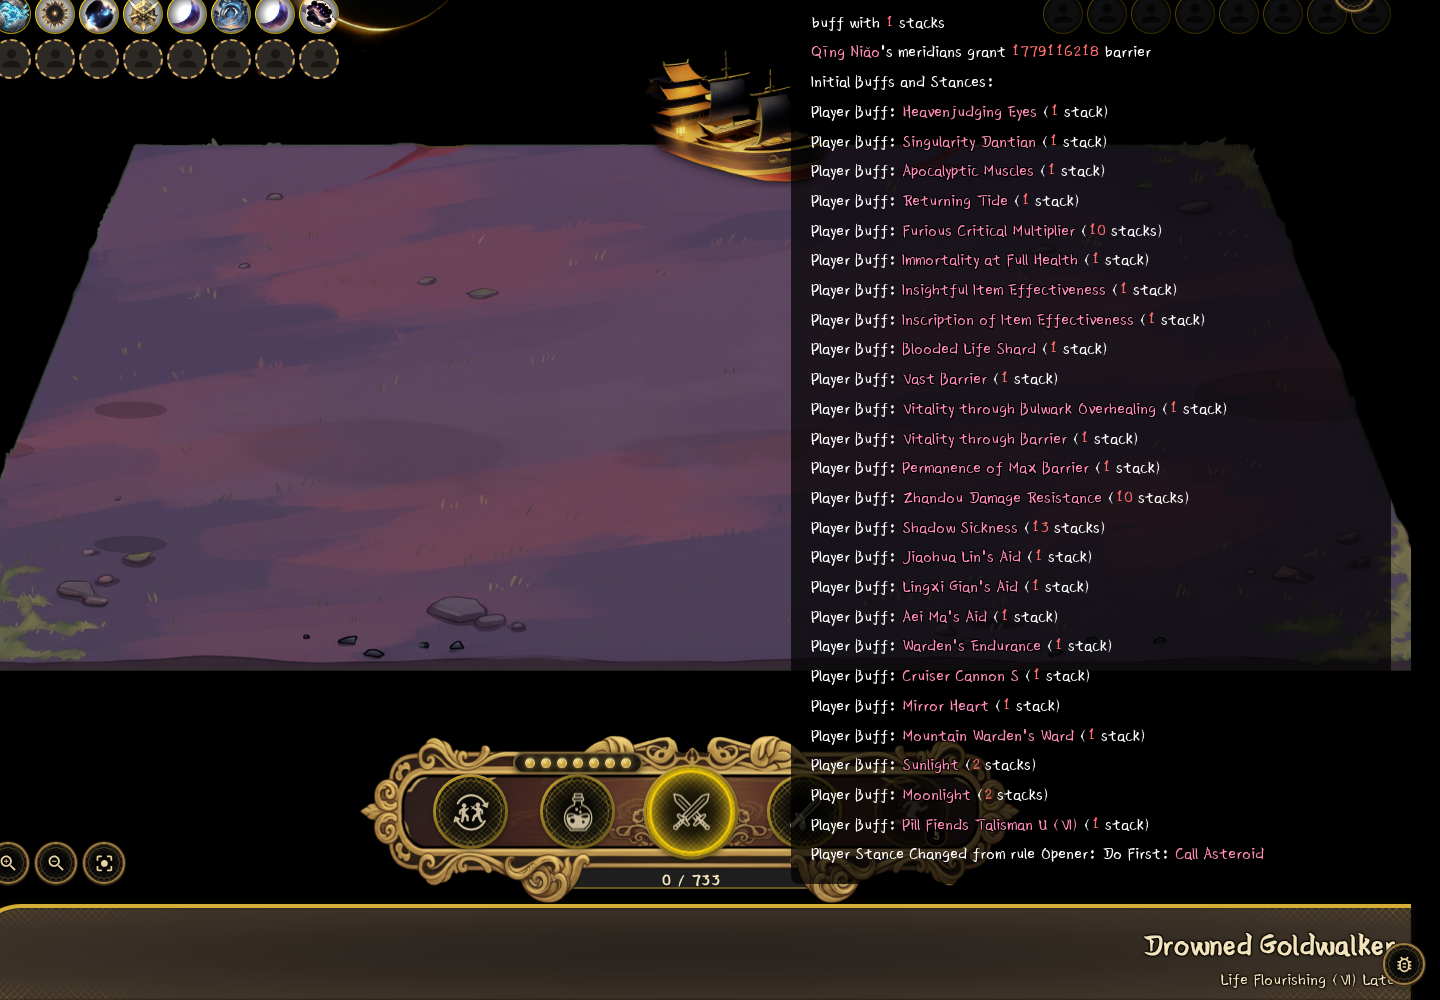 buff with 1 stacks
Qīng Niǎo's meridians grant 1779116218 barrier
Initial Buffs and Stances:
Player Buff: Heavenjudging Eyes (1 stack)
Player Buff: Singularity Dantian (1 stack)
Player Buff: Apocalyptic Muscles (1 stack)
Player Buff: Returning Tide (1 stack)
Player Buff: Furious Critical Multiplier (10 stacks)
Player Buff: Immortality at Full Health (1 stack)
Player Buff: Insightful Item Effectiveness (1 stack)
Player Buff: Inscription of Item Effectiveness (1 stack)
Player Buff: Blooded Life Shard (1 stack)
Player Buff: Vast Barrier (1 stack)
Player Buff: Vitality through Bulwark Overhealing (1 stack)
Player Buff: Vitality through Barrier (1 stack)
Player Buff: Permanence of Max Barrier (1 stack)
Player Buff: Zhandou Damage Resistance (10 stacks)
Player Buff: Shadow Sickness (13 stacks)
Player Buff: Jiaohua Lin's Aid (1 stack)
Player Buff: Lingxi Gian's Aid (1 stack)
Player Buff: Aei Ma's Aid (1 stack)
Player Buff: Warden's Endurance (1 stack)
Player Buff: Cruiser Cannon S (1 stack)
Player Buff: Mirror Heart (1 stack)
Player Buff: Mountain Warden's Ward (1 stack)
Player Buff: Sunlight (2 stacks)
Player Buff: Moonlight (2 stacks)
Player Buff: Pill Fiends Talisman U (VI) (1 stack)
Player Stance Changed from rule Opener: Do First: Call Asteroid
0 / 733
Drowned Goldwalker
Life Flourishing (VI) Late